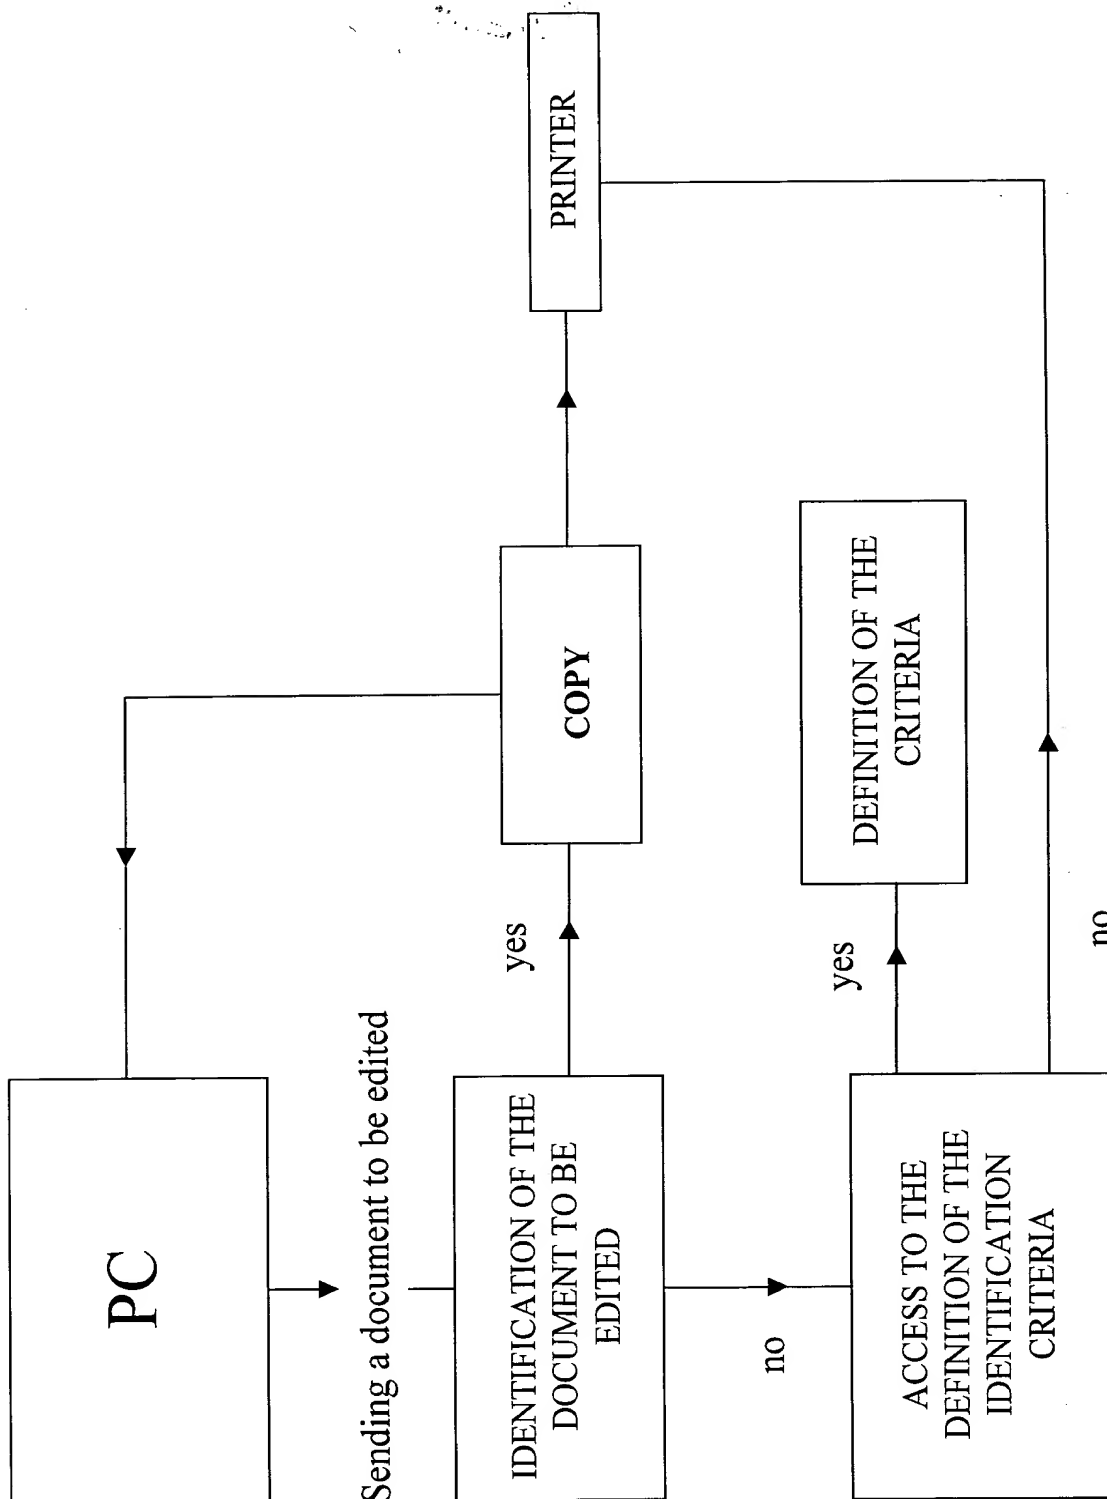 PC
Sending a document to be edited
IDENTIFICATION OF THE
DOCUMENT TO BE
EDITED
yes
COPY
PRINTER
no
ACCESS TO THE
DEFINITION OF THE
IDENTIFICATION
CRITERIA
yes
DEFINITION OF THE
CRITERIA
no